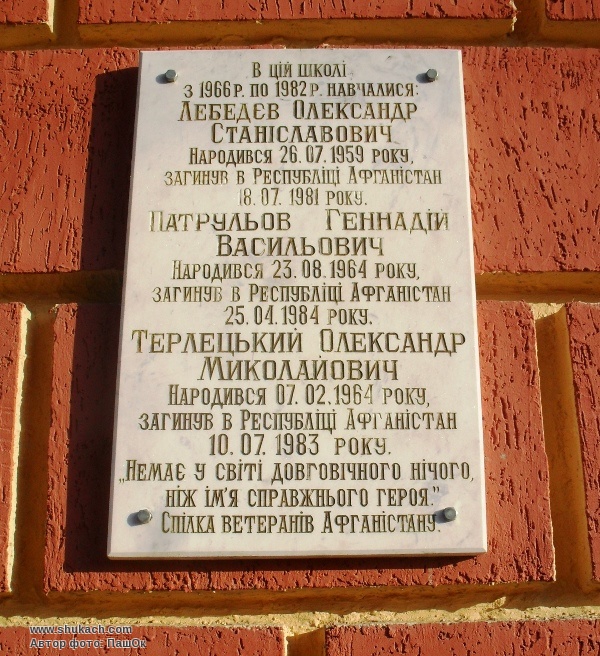 В цій школі
з 1966 р. по 1982 р. навчалися:
Лебедєв Олександр
Станіславович
Народився 26.07.1959 року,
загинув в Республіці Афганістан
18.07.1981 року.
Патрульов Геннадій
Васильович
Народився 23.08.1964 року,
загинув в Республіці Афганістан
25.04.1984 року.
Терлецький Олександр
Миколайович
Народився 07.02.1964 року,
загинув в Республіці Афганістан
10.07.1983 року.
„Немає у світі довговічного нічого,
ніж ім'я справжнього героя."
Спілка ветеранів Афганістану.
www.shukach.com
Автор фото: ПашОк